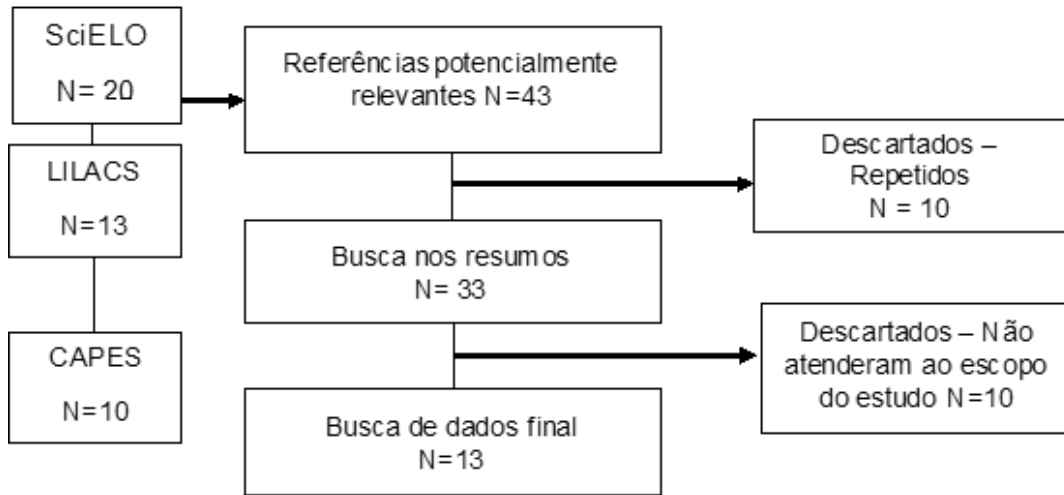 SciELO
N= 20
LILACS
N=13
CAPES
N=10
Referências potencialmente
relevantes N=43
Busca nos resumos
N= 33
Busca de dados final
N=13
Descartados –
Repetidos
N = 10
Descartados – Não
atenderam ao escopo
do estudo N=10